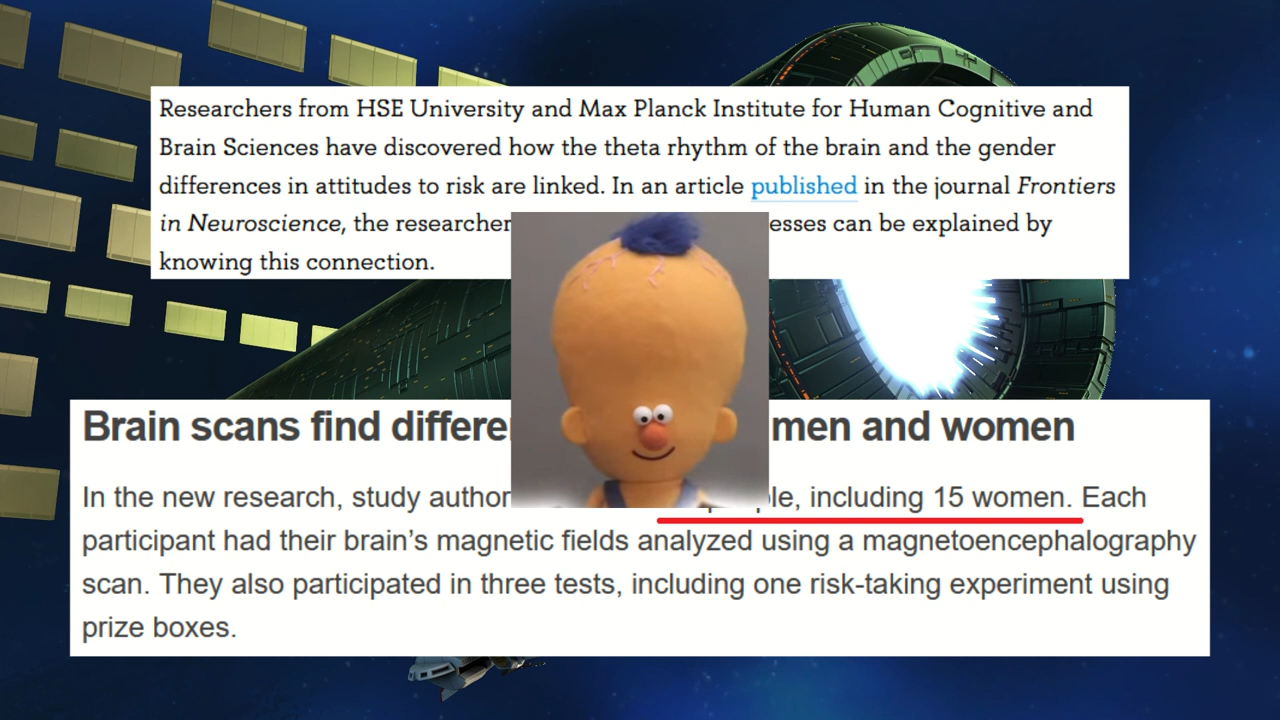 Researchers from HSE University and Max Planck Institute for Human Cognitive and
Brain Sciences have discovered how the theta rhythm of the brain and the gender
differences in attitudes to risk are linked. In an article published in the journal Frontiers
in Neuroscience, the researcher esses can be explained by
knowing this connection.
Brain scans find differe men and women
In the new research, study author le, including 15 women. Each
participant had their brain's magnetic fields analyzed using a magnetoencephalography
scan. They also participated in three tests, including one risk-taking experiment using
prize boxes.